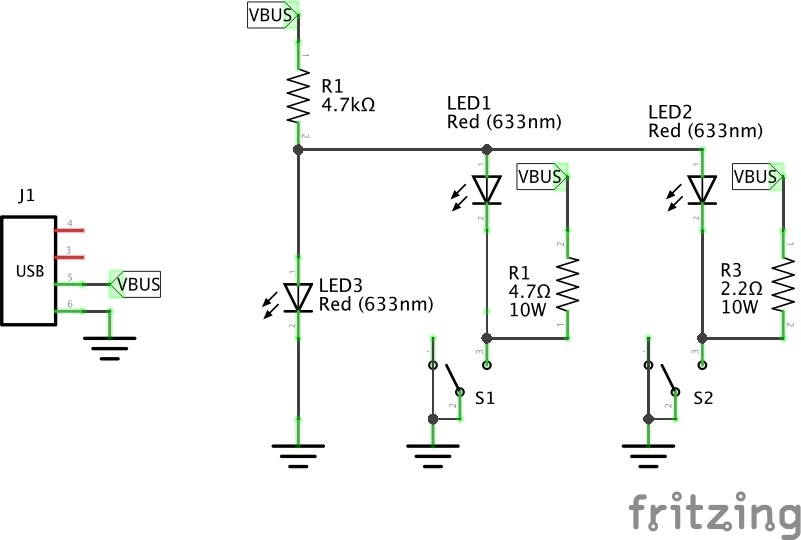 VBUS
1
R1
4.7kΩ
2
LED1
Red (633nm)
LED2
Red (633nm)
1
1
VBUS
VBUS
2
2
J1
4
3
USB
5
VBUS
6
1
LED3
Red (633nm)
2
2
R1
4.7Ω
10W
1
1
R3
2.2Ω
10W
2
3
2
S1
3
2
S2
fritzing